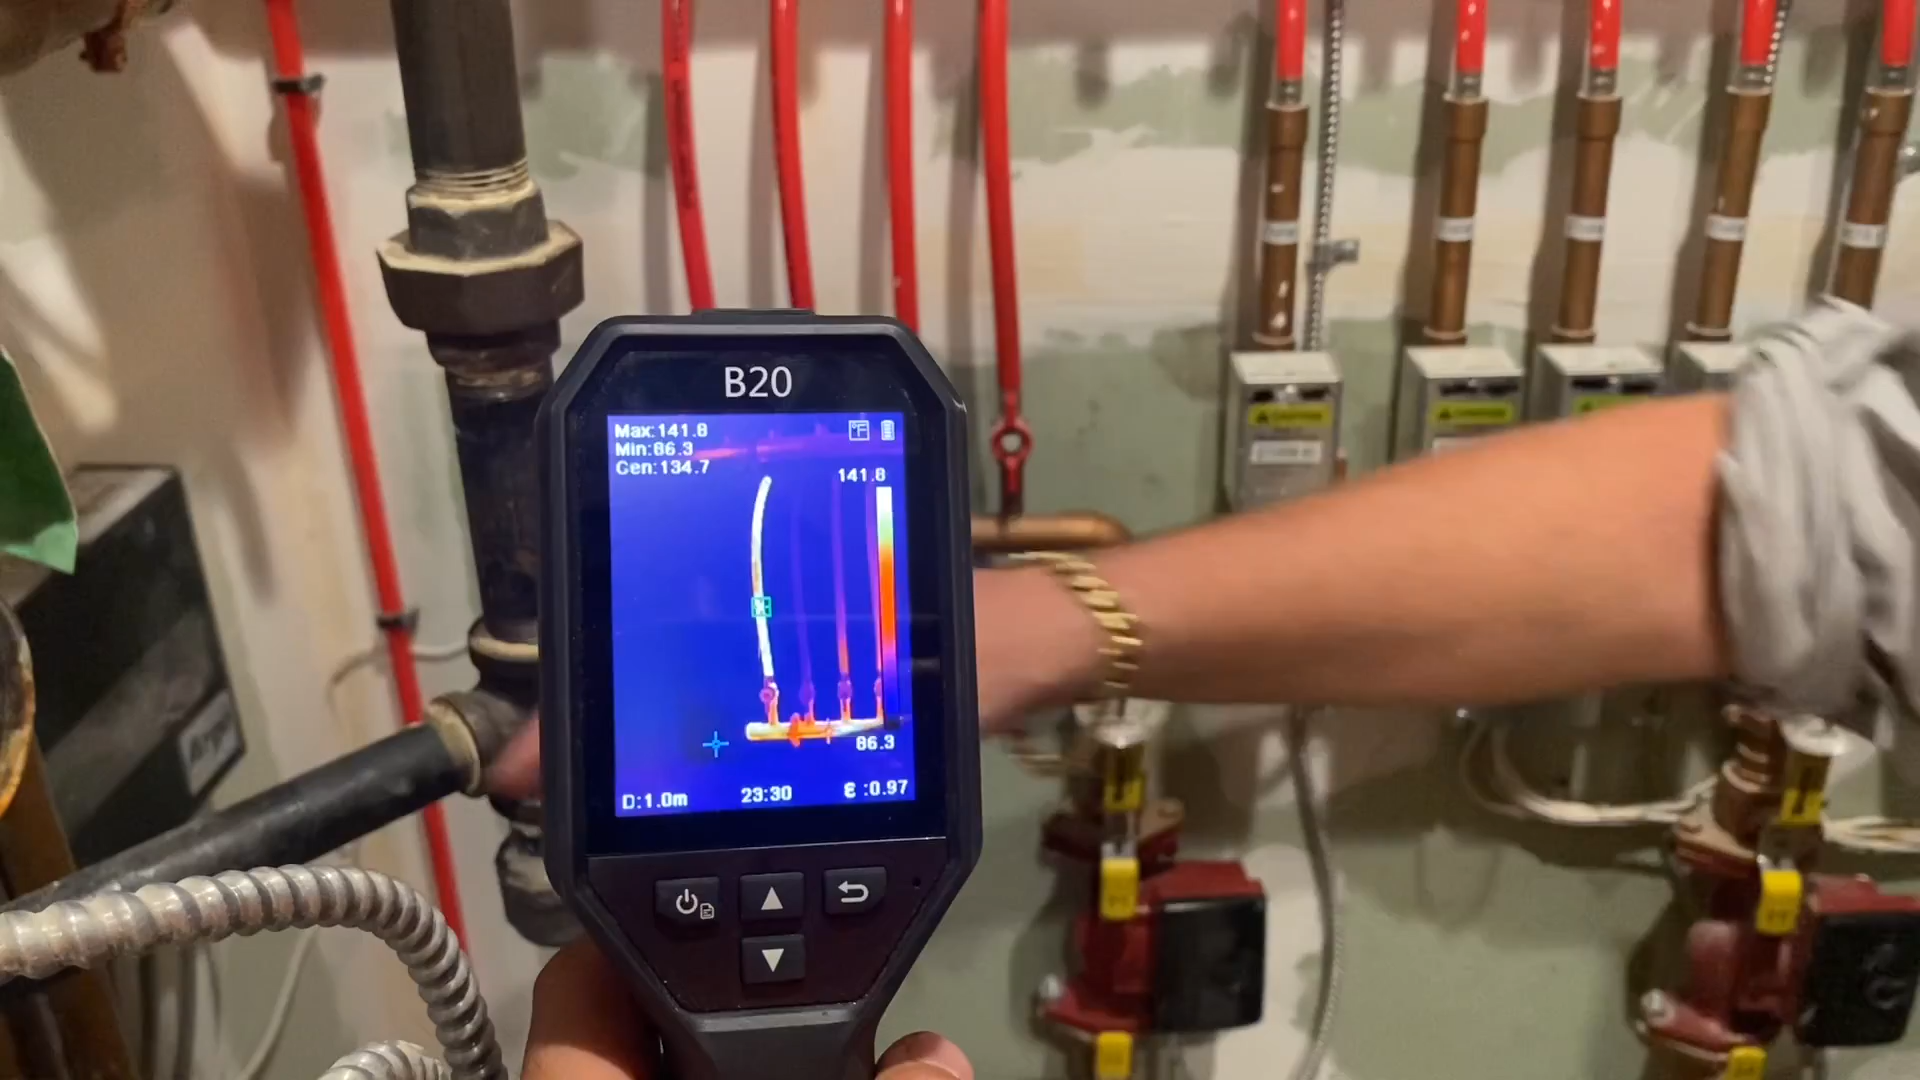 B20
Max:141.8
Min:86.3
Cen:134.7
°F
141.8
86.3
D:1.0m
23:30
ε :0.97